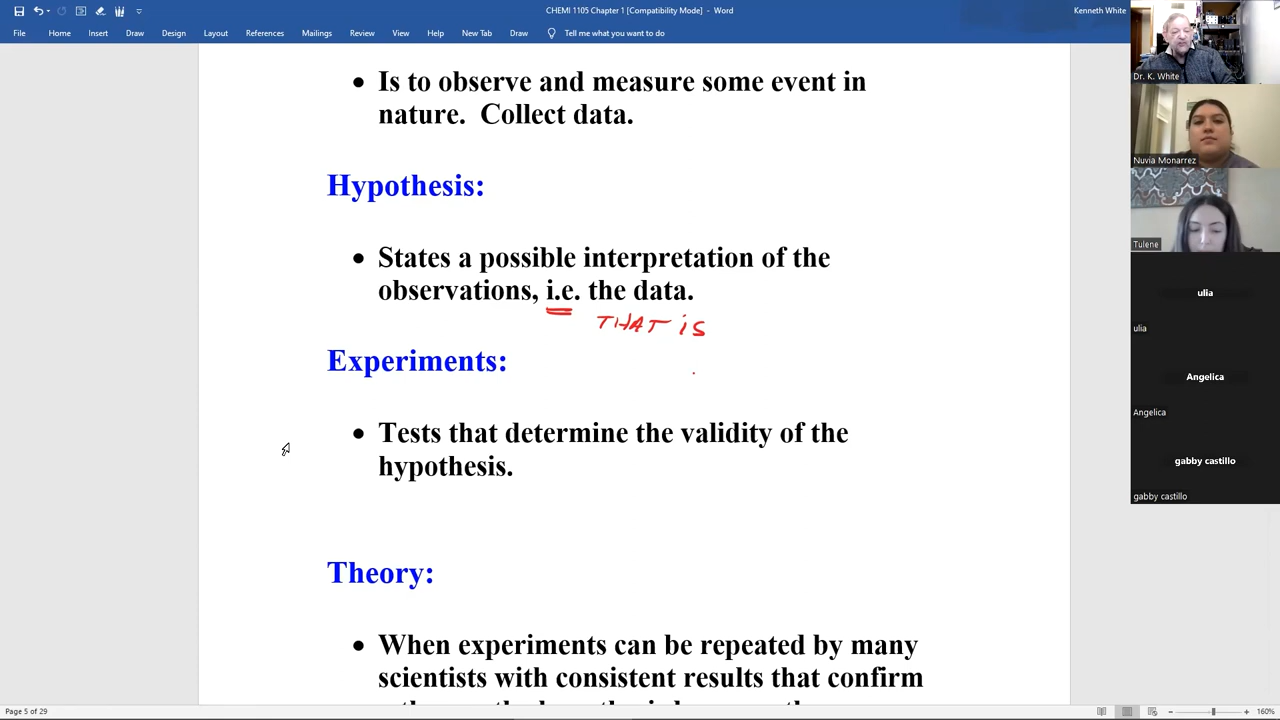 CHEMI 1105 Chapter 1 [Compatibility Mode] - Word
Kenneth White
File Home Insert Draw Design Layout References Mailings Review View Help New Tab Draw Tell me what you want to do
• Is to observe and measure some event in
nature. Collect data.
Hypothesis:
• States a possible interpretation of the
observations, i.e. the data.
THAT is
Experiments:
• Tests that determine the validity of the
hypothesis.
Theory:
• When experiments can be repeated by many
scientists with consistent results that confirm
Dr. K. White
Nuvia Monarrez
Tulene
ulia
ulia
Angelica
Angelica
gabby castillo
gabby castillo
Page 5 of 29
160%